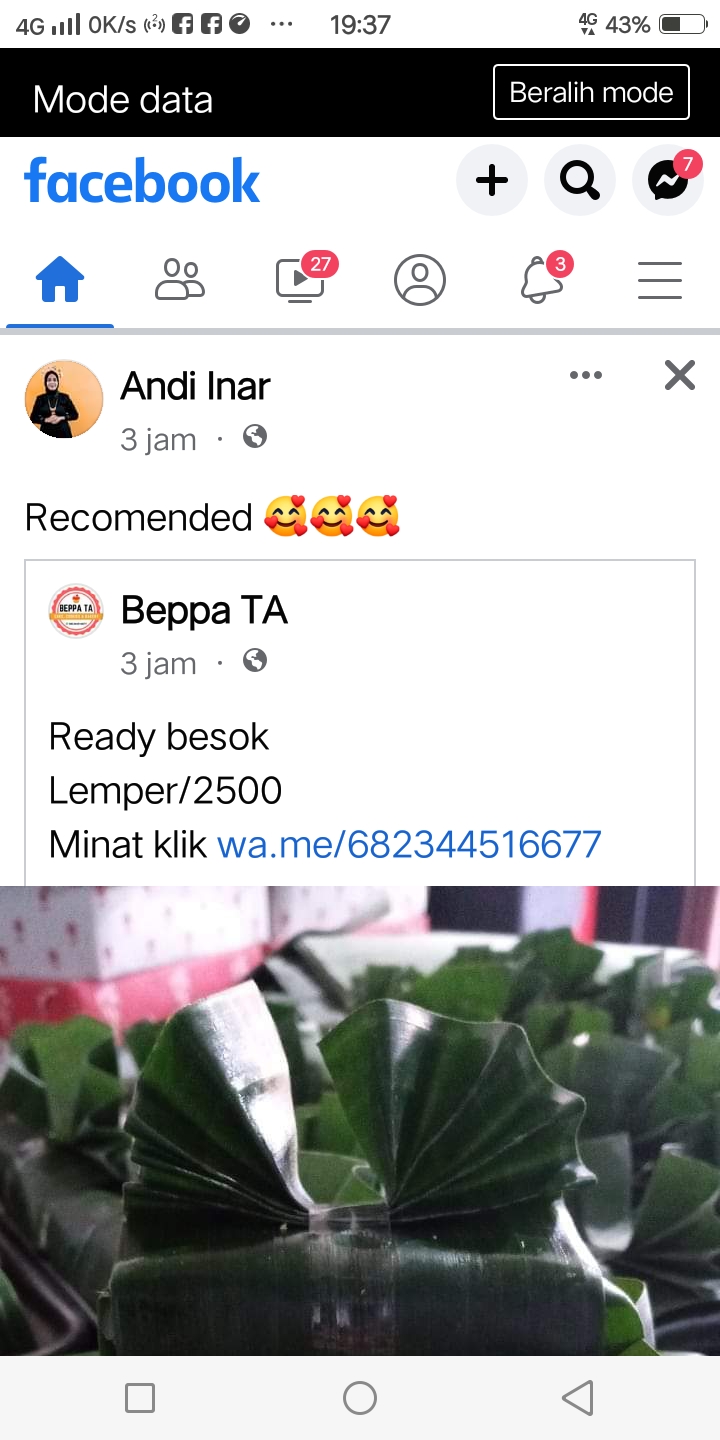 4G 0K/s 2 ... 19:37 4G 43%
Mode data Beralih mode
facebook 7
27 3
Andi Inar
3 jam ·
Recomended 🥰🥰🥰
BEPPA TA
Beppa TA
3 jam ·
Ready besok
Lemper/2500
Minat klik wa.me/682344516677